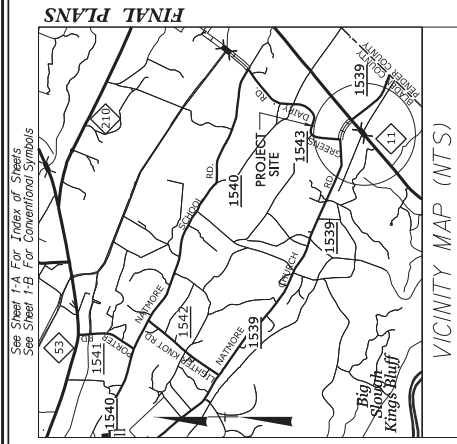 See Sheet 1-A For Index of Sheets
See Sheet 1-B For Conventional Symbols
FINAL PLANS
53
210
1541
PORTER
RD
1540
NATMORE
SCHOOL
RD.
1540
1542
LIGHTER KNOT RD
NATMORE
1539
CHURCH
1539
RD.
PROJECT
SITE
1543
GREENS
DAIRY
RD.
11
1539
BLADEN COUNTY
PENDER COUNTY
Big
Slough
Kings Bluff
VICINITY MAP (NTS)